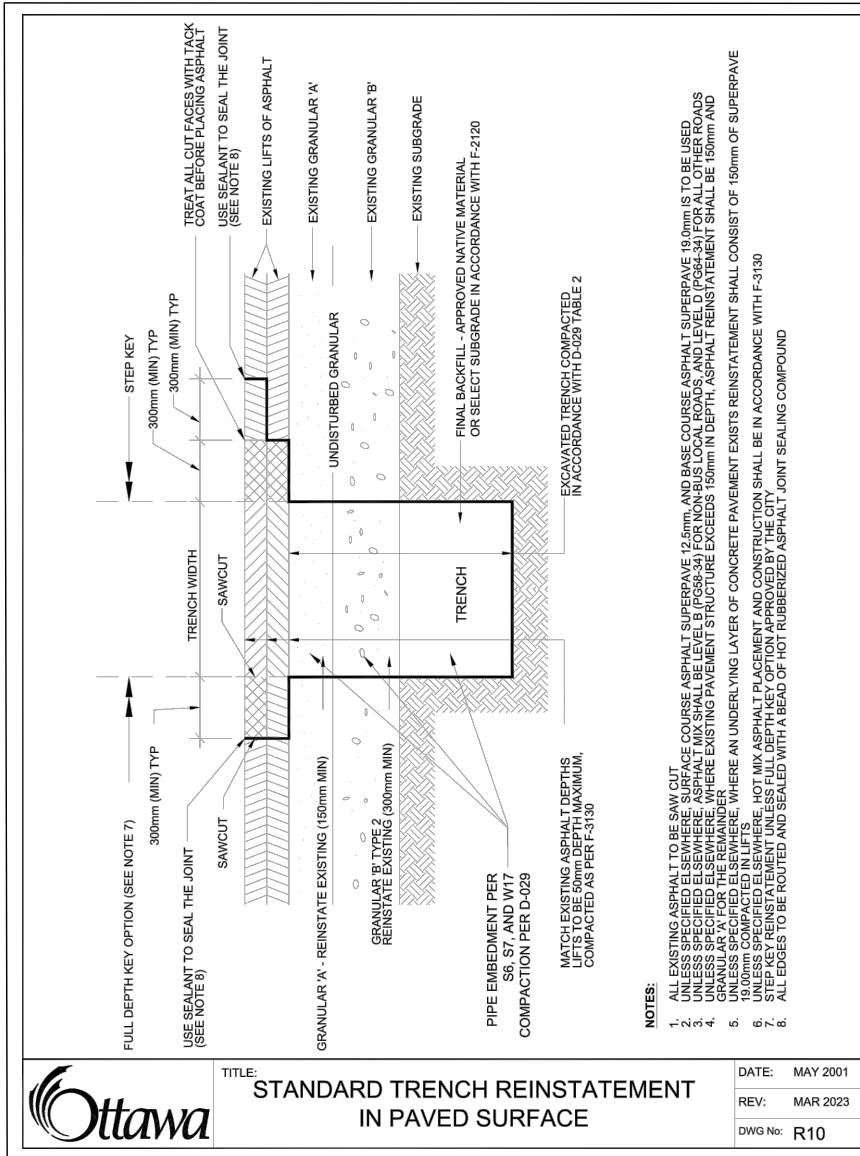 FULL DEPTH KEY OPTION (SEE NOTE 7)
STEP KEY
300mm (MIN) TYP
TRENCH WIDTH
300mm (MIN) TYP
300mm (MIN) TYP
USE SEALANT TO SEAL THE JOINT
(SEE NOTE 8)
SAWCUT
SAWCUT
TREAT ALL CUT FACES WITH TACK
COAT BEFORE PLACING ASPHALT
USE SEALANT TO SEAL THE JOINT
(SEE NOTE 8)
EXISTING LIFTS OF ASPHALT
GRANULAR 'A' - REINSTATE EXISTING (150mm MIN)
UNDISTURBED GRANULAR
EXISTING GRANULAR 'A'
GRANULAR 'B' TYPE 2
REINSTATE EXISTING (300mm MIN)
EXISTING GRANULAR 'B'
EXISTING SUBGRADE
TRENCH
FINAL BACKFILL - APPROVED NATIVE MATERIAL
OR SELECT SUBGRADE IN ACCORDANCE WITH F-2120
PIPE EMBEDMENT PER
S6, S7, AND W17
COMPACTION PER D-029
MATCH EXISTING ASPHALT DEPTHS
LIFTS TO BE 50mm DEPTH MAXIMUM,
COMPACTED AS PER F-3130
EXCAVATED TRENCH COMPACTED
IN ACCORDANCE WITH D-029 TABLE 2
NOTES:
1. ALL EXISTING ASPHALT TO BE SAW CUT
2. UNLESS SPECIFIED ELSEWHERE, SURFACE COURSE ASPHALT SUPERPAVE 12.5mm, AND BASE COURSE ASPHALT SUPERPAVE 19.0mm IS TO BE USED
3. UNLESS SPECIFIED ELSEWHERE, ASPHALT MIX SHALL BE LEVEL B (PG58-34) FOR NON-BUS LOCAL ROADS, AND LEVEL D (PG64-34) FOR ALL OTHER ROADS
4. UNLESS SPECIFIED ELSEWHERE, WHERE EXISTING PAVEMENT STRUCTURE EXCEEDS 150mm IN DEPTH, ASPHALT REINSTATEMENT SHALL BE 150mm AND
GRANULAR 'A' FOR THE REMAINDER
5. UNLESS SPECIFIED ELSEWHERE, WHERE AN UNDERLYING LAYER OF CONCRETE PAVEMENT EXISTS REINSTATEMENT SHALL CONSIST OF 150mm OF SUPERPAVE
19.00mm COMPACTED IN LIFTS
6. UNLESS SPECIFIED ELSEWHERE, HOT MIX ASPHALT PLACEMENT AND CONSTRUCTION SHALL BE IN ACCORDANCE WITH F-3130
7. STEP KEY REINSTATEMENT UNLESS FULL DEPTH KEY OPTION APPROVED BY THE CITY
8. ALL EDGES TO BE ROUTED AND SEALED WITH A BEAD OF HOT RUBBERIZED ASPHALT JOINT SEALING COMPOUND
Ottawa
TITLE:
STANDARD TRENCH REINSTATEMENT
IN PAVED SURFACE
DATE: MAY 2001
REV: MAR 2023
DWG No: R10